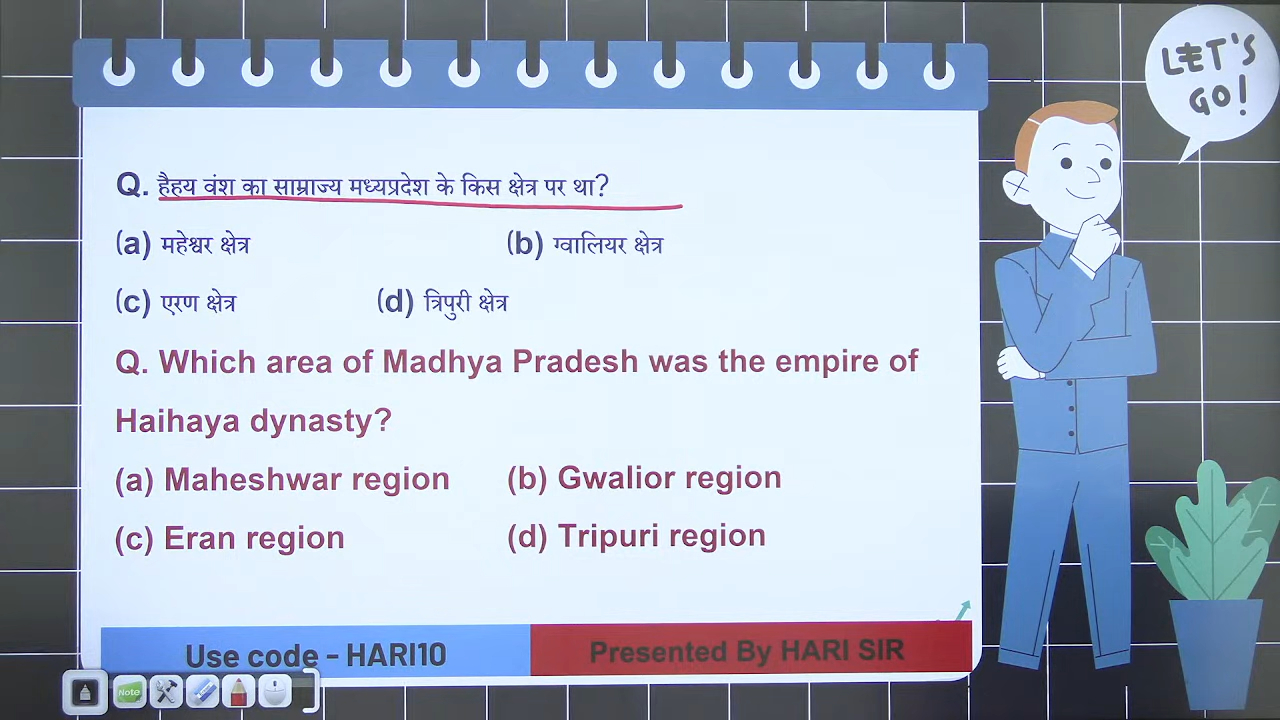 LET'S
GO!
Q. हैहय वंश का साम्राज्य मध्यप्रदेश के किस क्षेत्र पर था?
(a) महेश्वर क्षेत्र (b) ग्वालियर क्षेत्र
(c) एरण क्षेत्र (d) त्रिपुरी क्षेत्र
Q. Which area of Madhya Pradesh was the empire of
Haihaya dynasty?
(a) Maheshwar region (b) Gwalior region
(c) Eran region (d) Tripuri region
Use code - HARI10 Presented By HARI SIR
Note